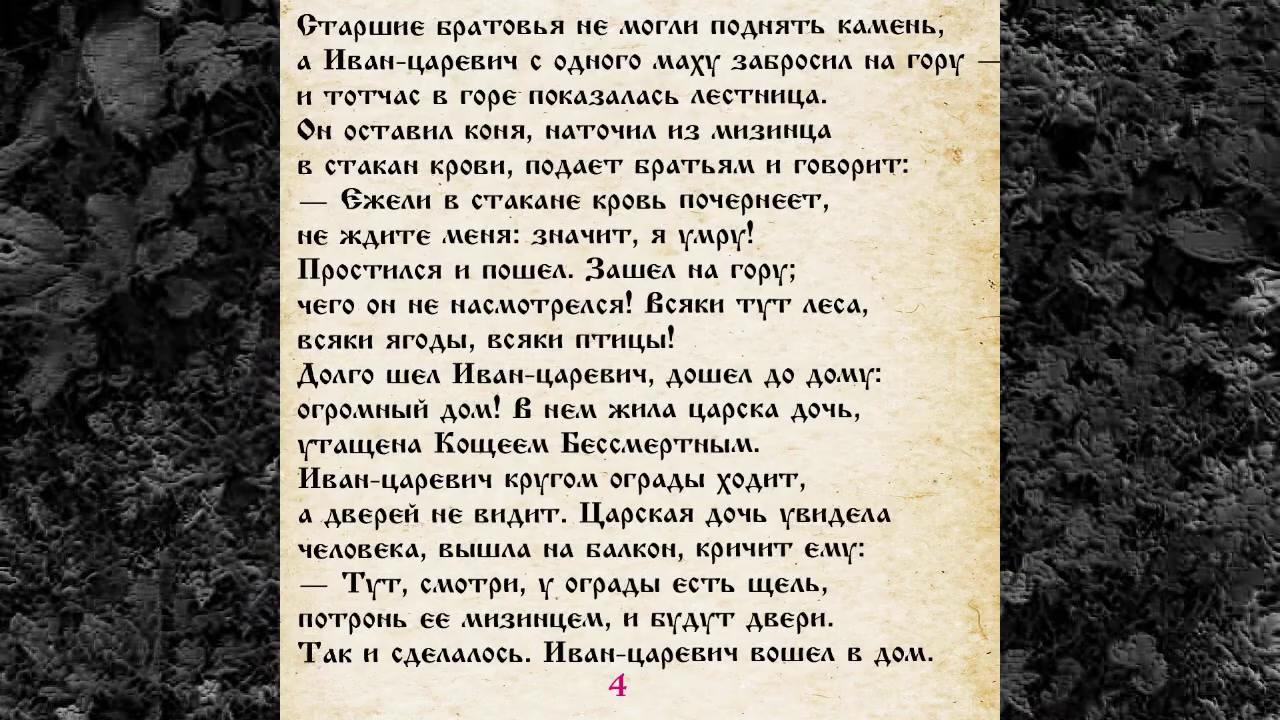 Старшие братовья не могли поднять камень,
а Иван-царевич с одного маху забросил на гору —
и тотчас в горе показалась лестница.
Он оставил коня, наточил из мизинца
в стакан крови, подает братьям и говорит:
— Ежели в стакане кровь почернеет,
не ждите меня: значит, я умру!
Простился и пошел. Зашел на гору;
чего он не насмотрелся! Всяки тут леса,
всяки ягоды, всяки птицы!
Долго шел Иван-царевич, дошел до дому:
огромный дом! В нем жила царска дочь,
утащена Кощеем Бессмертным.
Иван-царевич кругом ограды ходит,
а дверей не видит. Царская дочь увидела
человека, вышла на балкон, кричит ему:
— Тут, смотри, у ограды есть щель,
потронь ее мизинцем, и будут двери.
Так и сделалось. Иван-царевич вошел в дом.
4